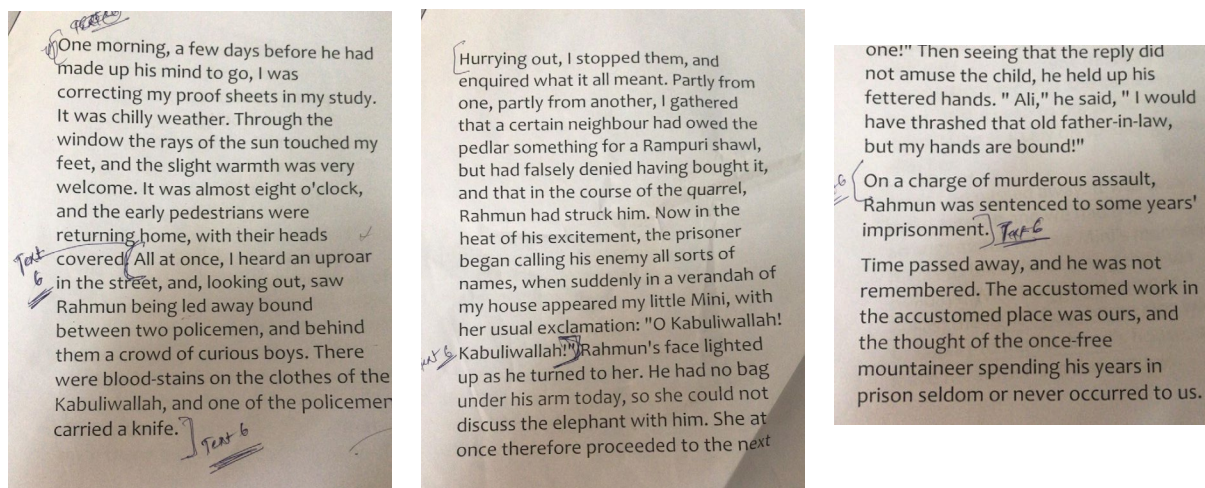 One morning, a few days before he had
made up his mind to go, I was
correcting my proof sheets in my study.
It was chilly weather. Through the
window the rays of the sun touched my
feet, and the slight warmth was very
welcome. It was almost eight o'clock,
and the early pedestrians were
returning home, with their heads
covered. All at once, I heard an uproar
in the street, and, looking out, saw
Rahmun being led away bound
between two policemen, and behind
them a crowd of curious boys. There
were blood-stains on the clothes of the
Kabuliwallah, and one of the policemen
carried a knife.
Text 6
Text
6
Hurrying out, I stopped them, and
enquired what it all meant. Partly from
one, partly from another, I gathered
that a certain neighbour had owed the
pedlar something for a Rampuri shawl,
but had falsely denied having bought it,
and that in the course of the quarrel,
Rahmun had struck him. Now in the
heat of his excitement, the prisoner
began calling his enemy all sorts of
names, when suddenly in a verandah of
my house appeared my little Mini, with
her usual exclamation: "O Kabuliwallah!
Kabuliwallah!" Rahmun's face lighted
up as he turned to her. He had no bag
under his arm today, so she could not
discuss the elephant with him. She at
once therefore proceeded to the next
one!" Then seeing that the reply did
not amuse the child, he held up his
fettered hands. " Ali," he said, " I would
have thrashed that old father-in-law,
but my hands are bound!"
On a charge of murderous assault,
Rahmun was sentenced to some years'
imprisonment. Text 6
Time passed away, and he was not
remembered. The accustomed work in
the accustomed place was ours, and
the thought of the once-free
mountaineer spending his years in
prison seldom or never occurred to us.